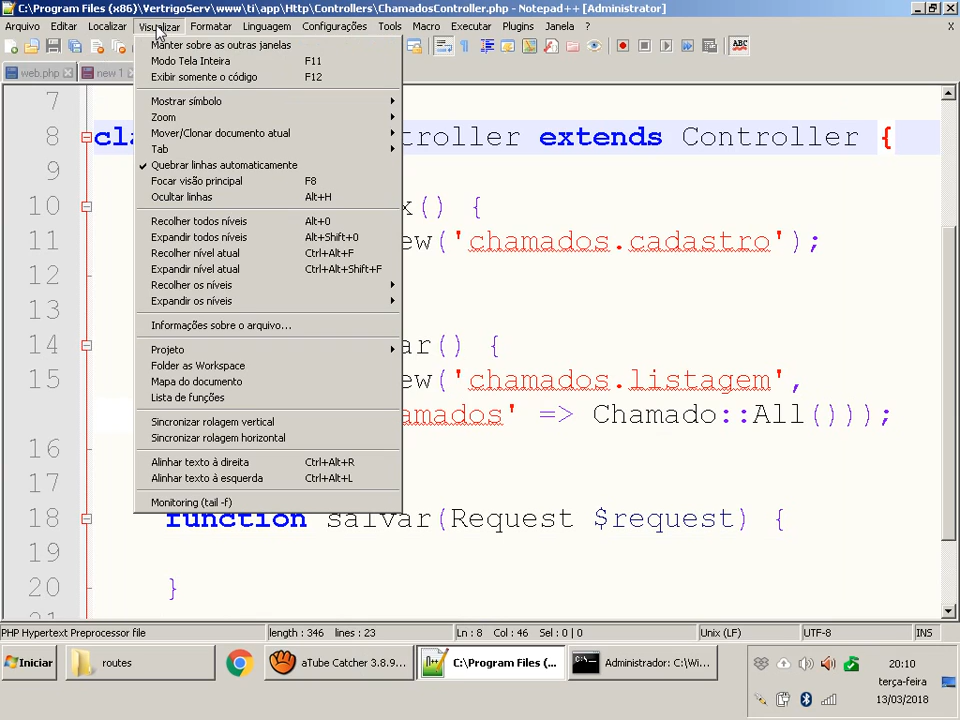 C:\Program Files (x86)\VertrigoServ\www\ti\app\Http\Controllers\ChamadosController.php - Notepad++ [Administrator]
Arquivo Editar Localizar Visualizar Formatar Linguagem Configurações Tools Macro Executar Plugins Janela ? X
web.php new 1
Manter sobre as outras janelas
Modo Tela Inteira F11
Exibir somente o código F12
Mostrar símbolo
Zoom
Mover/Clonar documento atual
Tab
Quebrar linhas automaticamente
Focar visão principal F8
Ocultar linhas Alt+H
Recolher todos níveis Alt+0
Expandir todos níveis Alt+Shift+0
Recolher nível atual Ctrl+Alt+F
Expandir nível atual Ctrl+Alt+Shift+F
Recolher os níveis
Expandir os níveis
Informações sobre o arquivo...
Projeto
Folder as Workspace
Mapa do documento
Lista de funções
Sincronizar rolagem vertical
Sincronizar rolagem horizontal
Alinhar texto à direita Ctrl+Alt+R
Alinhar texto à esquerda Ctrl+Alt+L
Monitoring (tail -f)
7
8 cla troller extends Controller {
9
10 x() {
11 ew('chamados.cadastro');
12
13
14 ar() {
15 ew('chamados.listagem',
amados' => Chamado::All()));
16
17
18 function salvar(Request $request) {
19
20 }
21
PHP Hypertext Preprocessor file length : 346 lines : 23 Ln : 8 Col : 46 Sel : 0 | 0 Unix (LF) UTF-8 INS
Iniciar routes aTube Catcher 3.8.9... C:\Program Files (... Administrador: C:\Wi... 20:10
terça-feira
13/03/2018